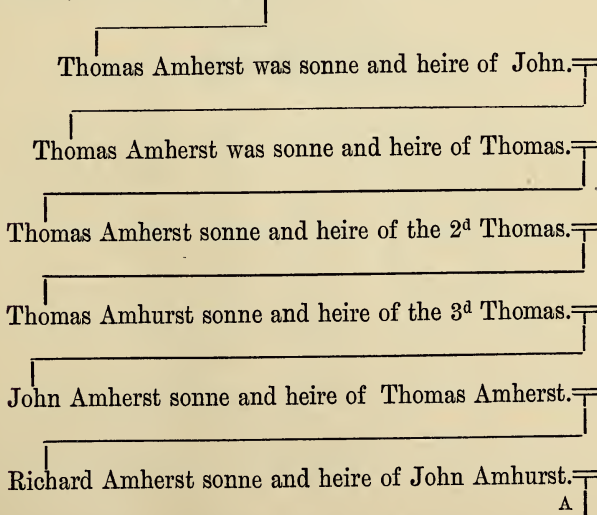 Thomas Amherst was sonne and heire of John.
Thomas Amherst was sonne and heire of Thomas.
Thomas Amherst sonne and heire of the 2d Thomas.
Thomas Amhurst sonne and heire of the 3d Thomas.
John Amherst sonne and heire of Thomas Amherst.
Richard Amherst sonne and heire of John Amhurst.
A